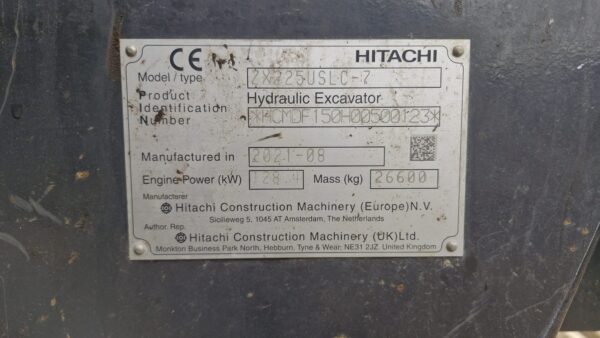 CE HITACHI
Model / type ZX225USLC-7
Product Hydraulic Excavator
Identification
Number *HCMDF150H00500123*
Manufactured in 2021-08
Engine Power (kW) 128.4 Mass (kg) 26600
Manufacturer
Hitachi Construction Machinery (Europe) N.V.
Siciliëweg 5, 1045 AT Amsterdam, The Netherlands
Author. Rep.
Hitachi Construction Machinery (UK)Ltd.
Monkton Business Park North, Hebburn, Tyne & Wear, NE31 2JZ, United Kingdom